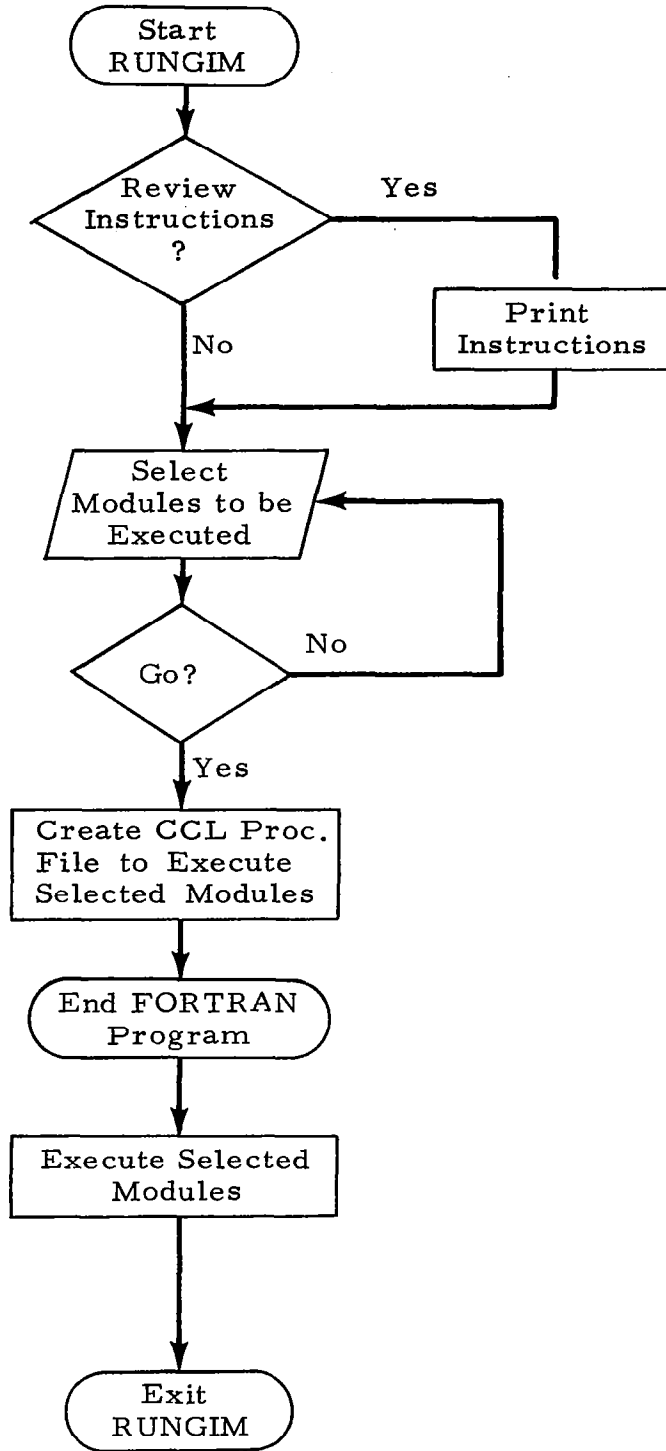 Start
RUNGIM
Review
Instructions
?
Yes
Print
Instructions
No
Select
Modules to be
Executed
Go?
No
Yes
Create CCL Proc.
File to Execute
Selected Modules
End FORTRAN
Program
Execute Selected
Modules
Exit
RUNGIM